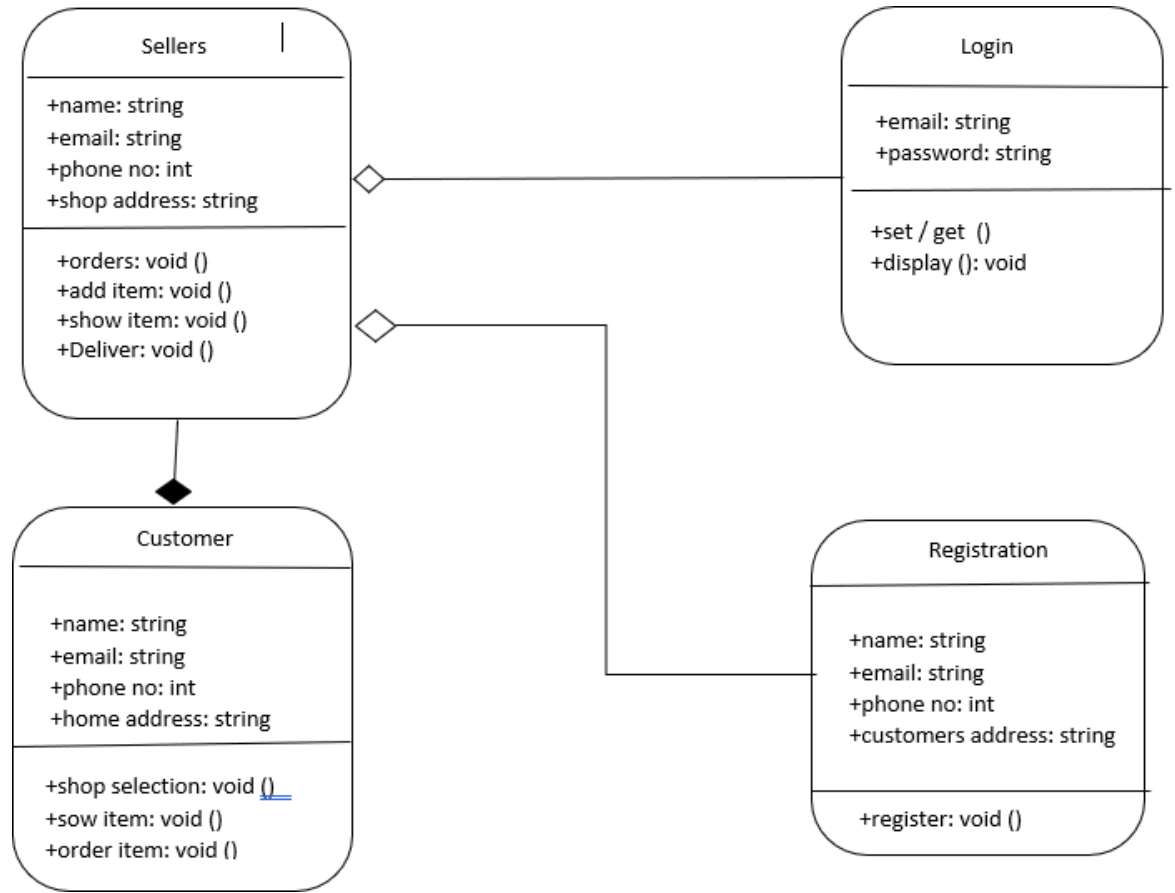 Sellers
+name: string
+email: string
+phone no: int
+shop address: string
+orders: void ()
+add item: void ()
+show item: void ()
+Deliver: void ()
Login
+email: string
+password: string
+set / get  ()
+display (): void
Customer
+name: string
+email: string
+phone no: int
+home address: string
+shop selection: void ()
+sow item: void ()
+order item: void ()
Registration
+name: string
+email: string
+phone no: int
+customers address: string
+register: void ()